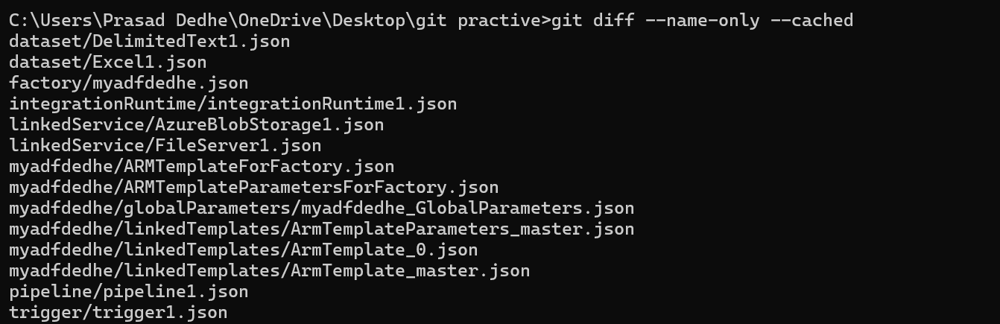 C:\Users\Prasad Dedhe\OneDrive\Desktop\git practive>git diff --name-only --cached
dataset/DelimitedText1.json
dataset/Excel1.json
factory/myadfdedhe.json
integrationRuntime/integrationRuntime1.json
linkedService/AzureBlobStorage1.json
linkedService/FileServer1.json
myadfdedhe/ARMTemplateForFactory.json
myadfdedhe/ARMTemplateParametersForFactory.json
myadfdedhe/globalParameters/myadfdedhe_GlobalParameters.json
myadfdedhe/linkedTemplates/ArmTemplateParameters_master.json
myadfdedhe/linkedTemplates/ArmTemplate_0.json
myadfdedhe/linkedTemplates/ArmTemplate_master.json
pipeline/pipeline1.json
trigger/trigger1.json